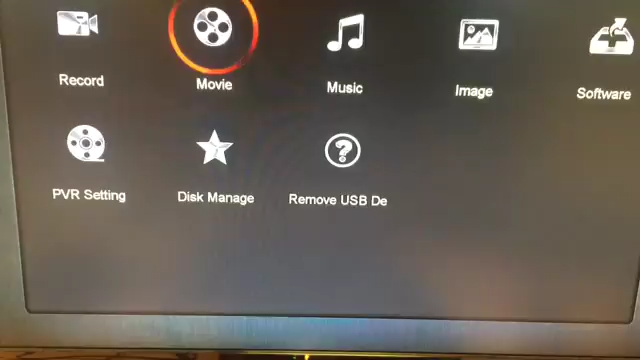 Record
Movie
Music
Image
Software
PVR Setting
Disk Manage
Remove USB De